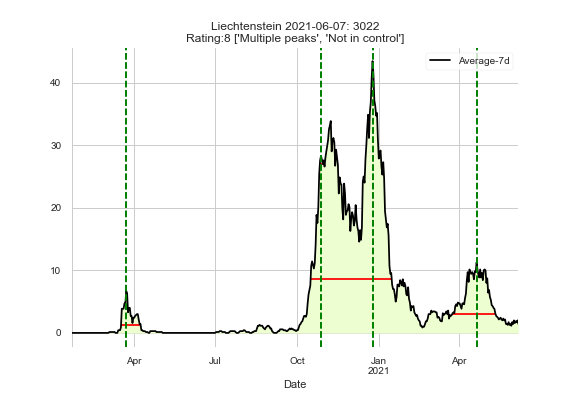 Liechtenstein 2021-06-07: 3022
Rating:8 ['Multiple peaks', 'Not in control']
Average-7d
40
30
20
10
0
Apr Jul Oct Jan Apr
2021
Date